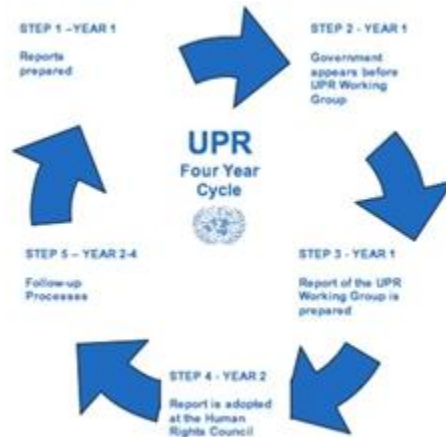 STEP 1 –YEAR 1
Reports
prepared
STEP 2 - YEAR 1
Government
appears before
UPR Working
Group
UPR
Four Year
Cycle
STEP 5 – YEAR 2-4
Follow-up
Processes
STEP 3 - YEAR 1
Report of the UPR
Working Group is
prepared
STEP 4 - YEAR 2
Report is adopted
at the Human
Rights Council